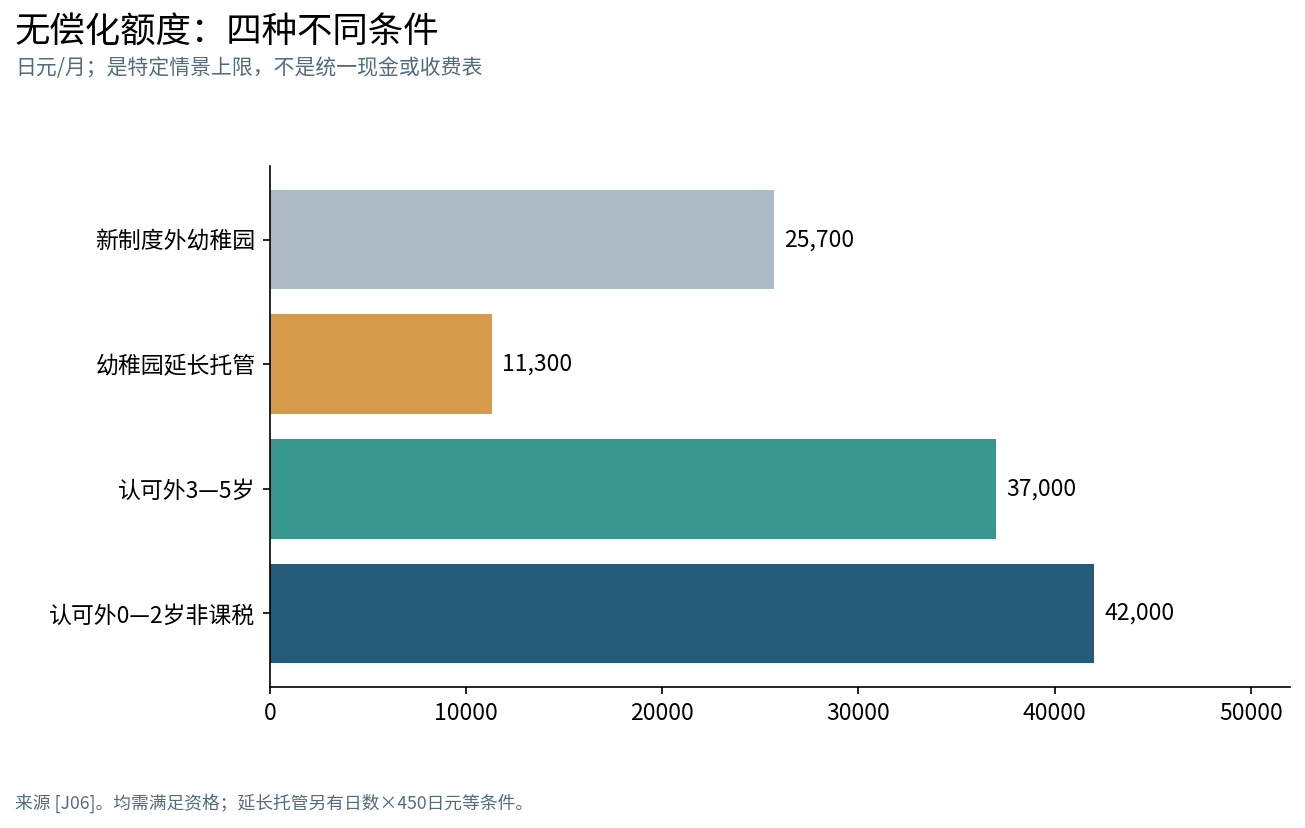 无偿化额度：四种不同条件
日元/月；是特定情景上限，不是统一现金或收费表
新制度外幼稚园
25,700
幼稚园延长托管
11,300
认可外3—5岁
37,000
认可外0—2岁非课税
42,000
0 10000 20000 30000 40000 50000
来源 [J06]。均需满足资格；延长托管另有日数×450日元等条件。